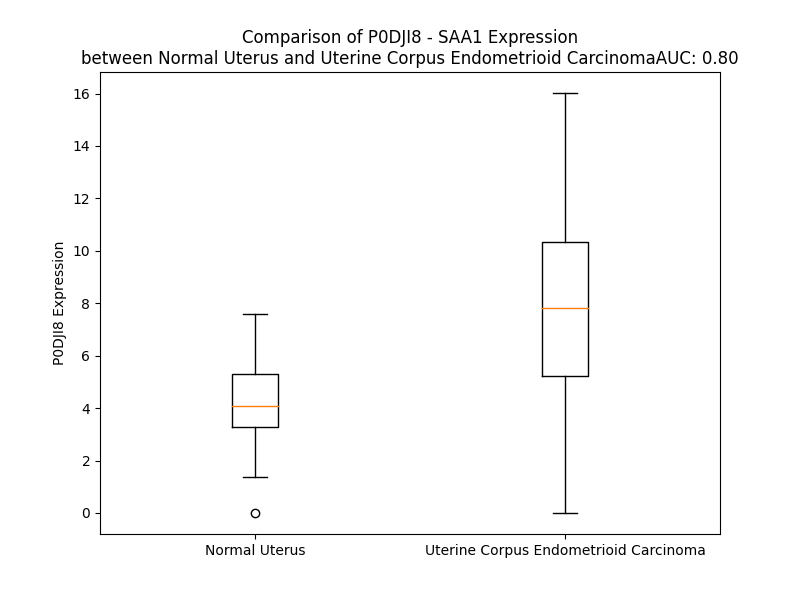 Comparison of P0DJI8 - SAA1 Expression
between Normal Uterus and Uterine Corpus Endometrioid CarcinomaAUC: 0.80
16
14
12
10
8
6
4
2
0
P0DJI8 Expression
Normal Uterus
Uterine Corpus Endometrioid Carcinoma